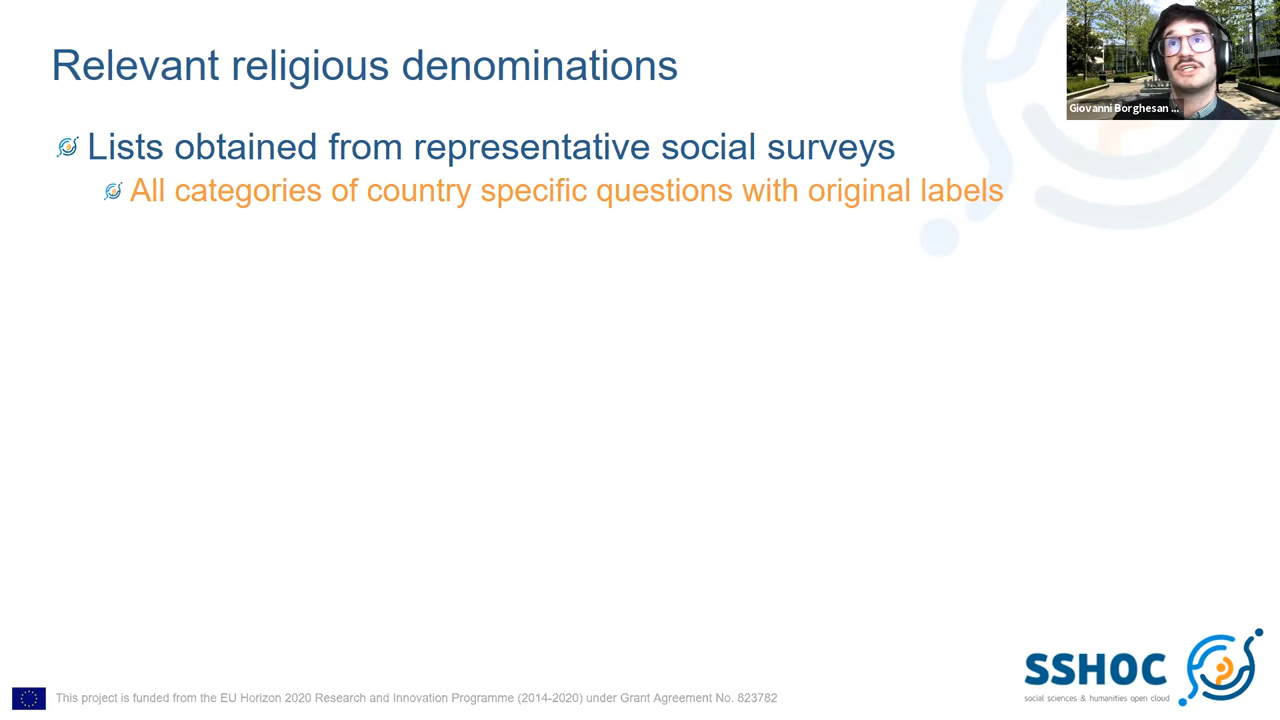 Relevant religious denominations
Giovanni Borghesan ...
Lists obtained from representative social surveys
All categories of country specific questions with original labels
SSHOC
social sciences & humanities open cloud
This project is funded from the EU Horizon 2020 Research and Innovation Programme (2014-2020) under Grant Agreement No. 823782